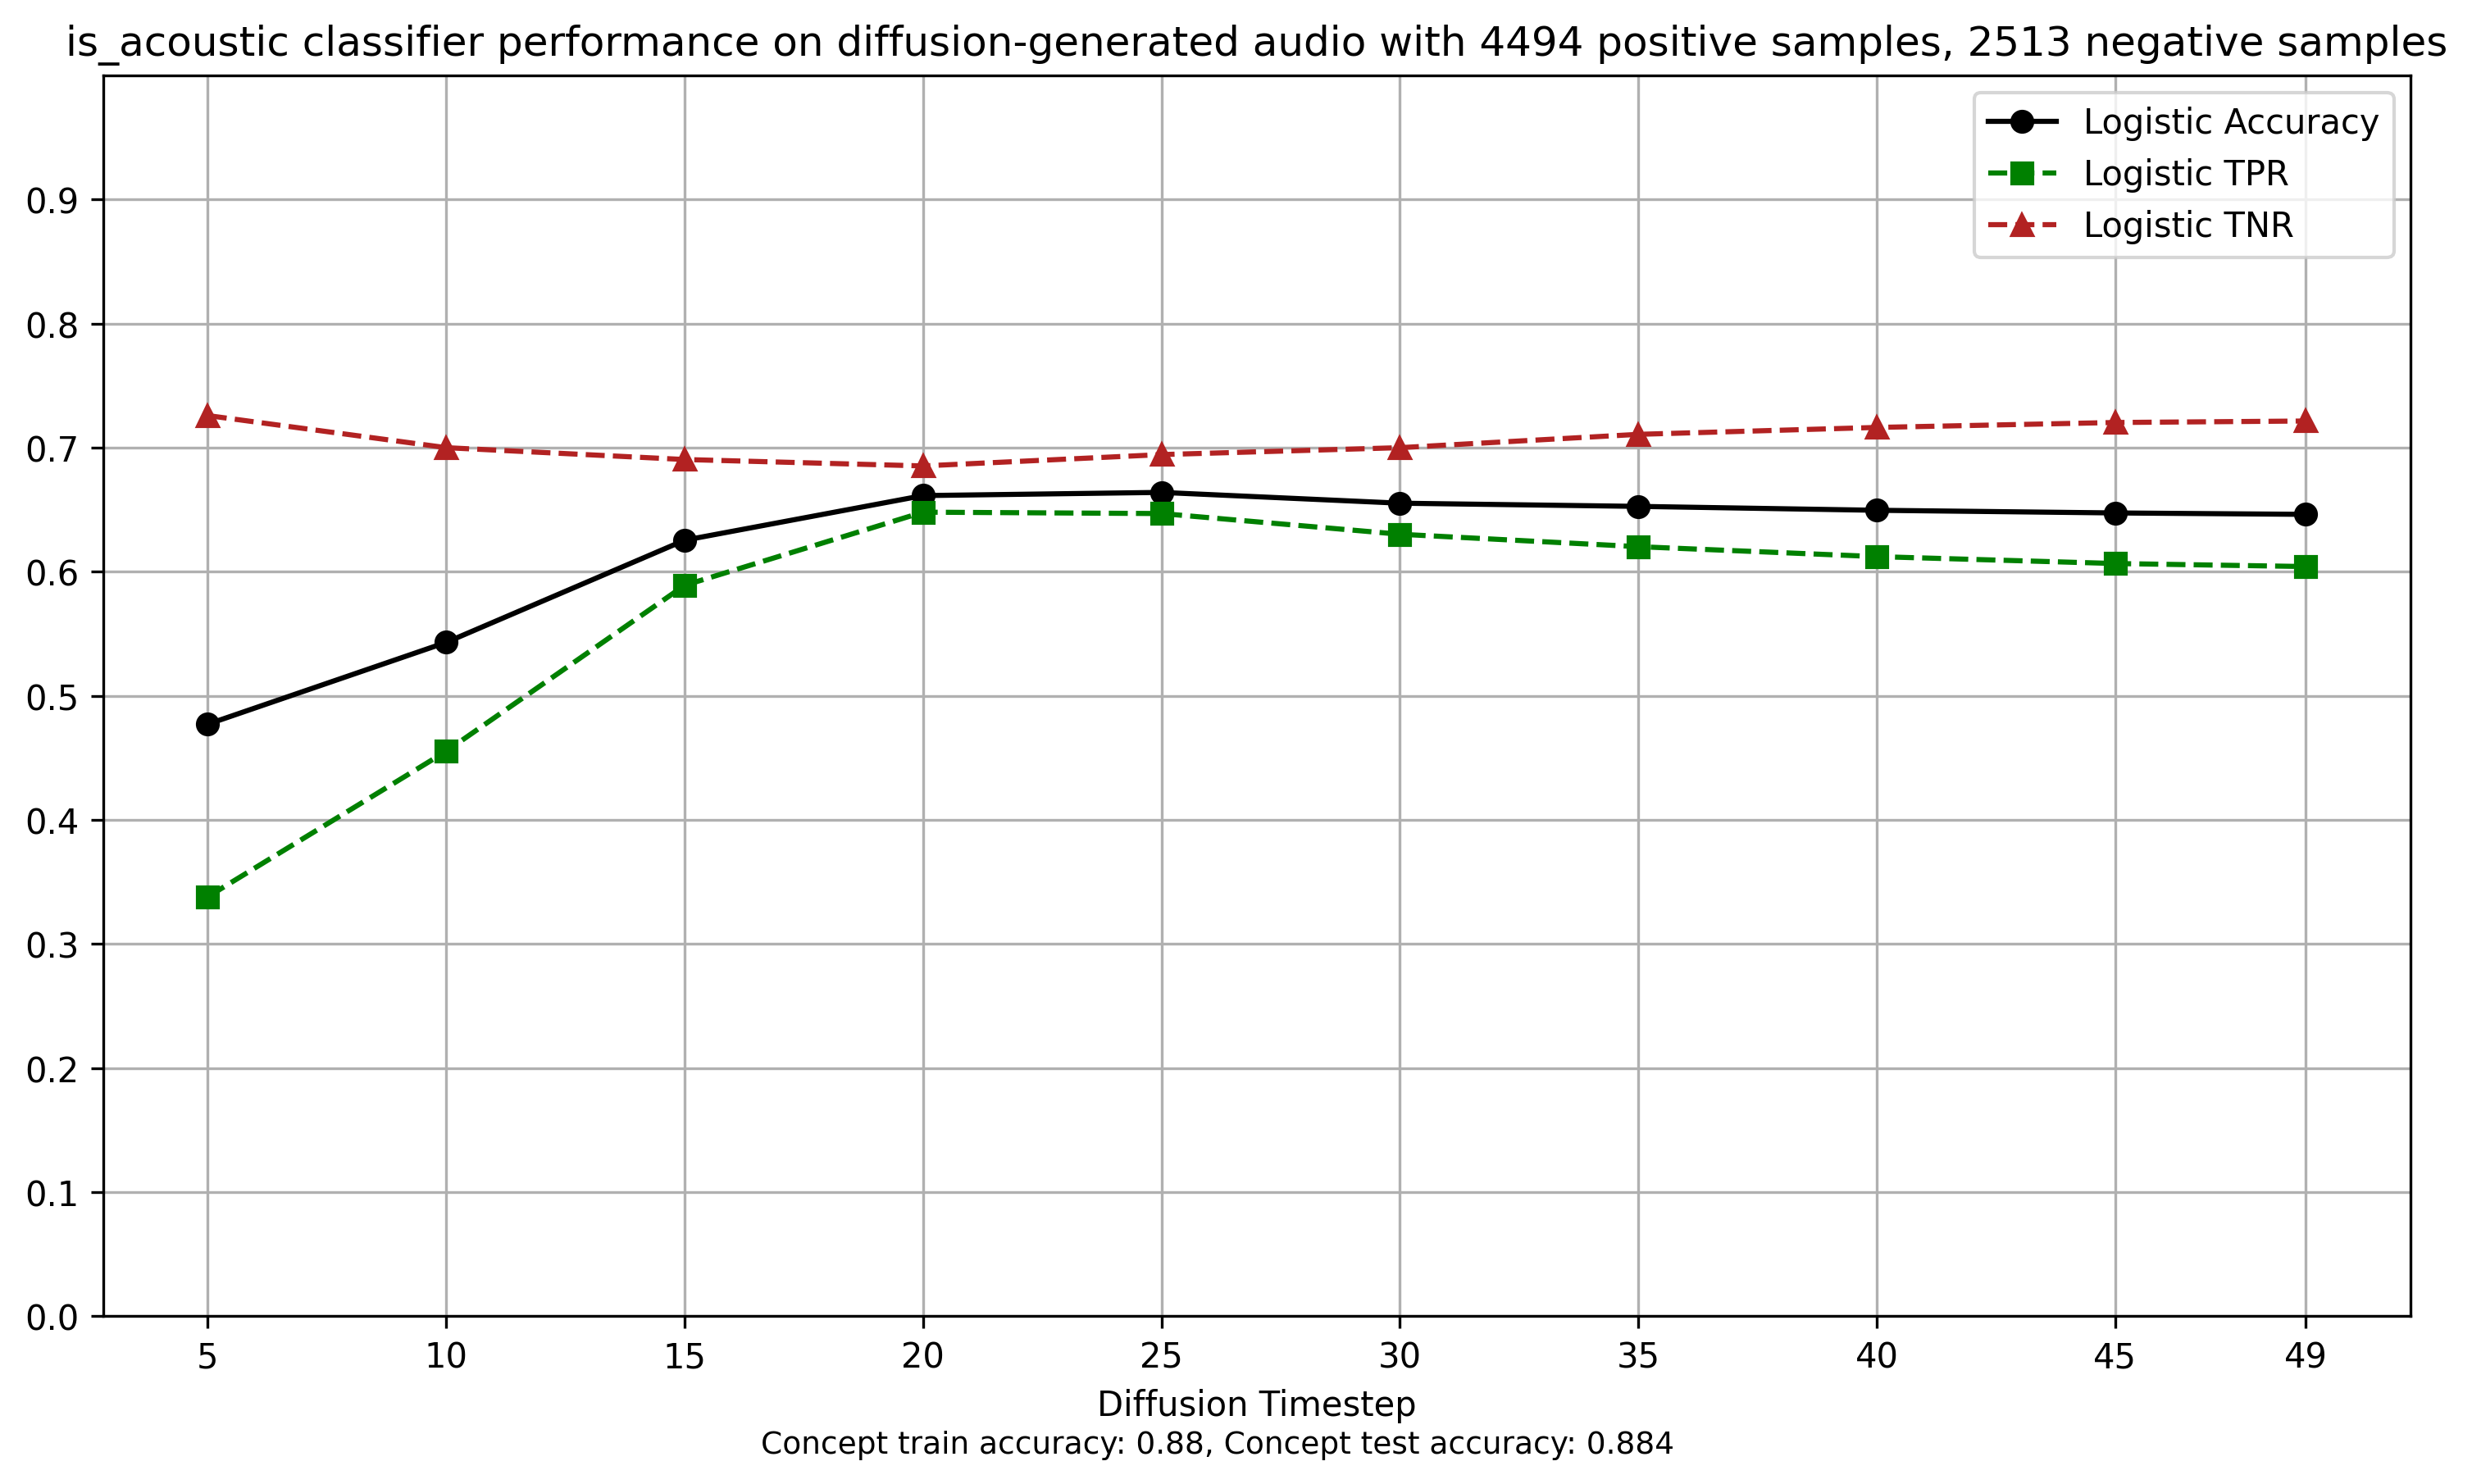 is_acoustic classifier performance on diffusion-generated audio with 4494 positive samples, 2513 negative samples
Logistic Accuracy
Logistic TPR
Logistic TNR
0.9
0.8
0.7
0.6
0.5
0.4
0.3
0.2
0.1
0.0
5 10 15 20 25 30 35 40 45 49
Diffusion Timestep
Concept train accuracy: 0.88, Concept test accuracy: 0.884